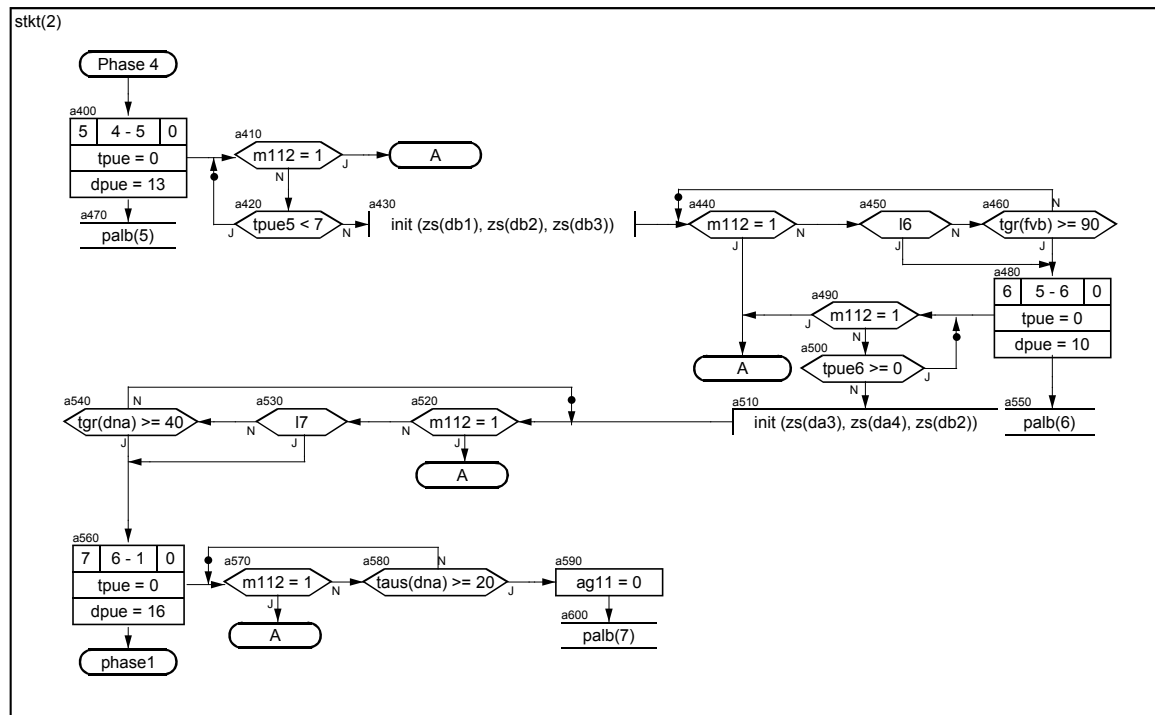 stkt(2)
Phase 4
a400
5 4 - 5 0
tpue = 0
dpue = 13
a470
palb(5)
a410
m112 = 1
J
N
A
a420
tpue5 < 7
J
N
a430
init (zs(db1), zs(db2), zs(db3))
a440
m112 = 1
J
N
a450
l6
J
N
a460
tgr(fvb) >= 90
N
J
a480
6 5 - 6 0
tpue = 0
dpue = 10
a490
m112 = 1
J
N
A
a500
tpue6 >= 0
J
N
a510
init (zs(da3), zs(da4), zs(db2))
a550
palb(6)
a540
tgr(dna) >= 40
N
J
a530
l7
N
J
a520
m112 = 1
N
J
A
a560
7 6 - 1 0
tpue = 0
dpue = 16
phase1
a570
m112 = 1
J
N
A
a580
taus(dna) >= 20
N
J
a590
ag11 = 0
a600
palb(7)